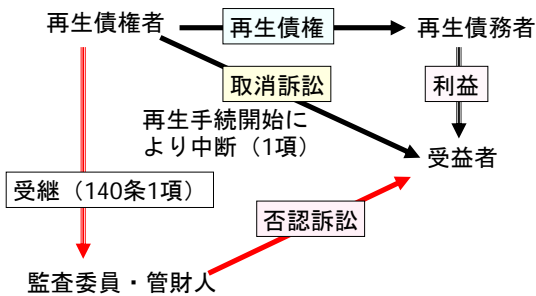 再生債権者
再生債権
再生債務者
取消訴訟
利益
再生手続開始に
より中断（1項）
受益者
受継（140条1項）
否認訴訟
監査委員・管財人